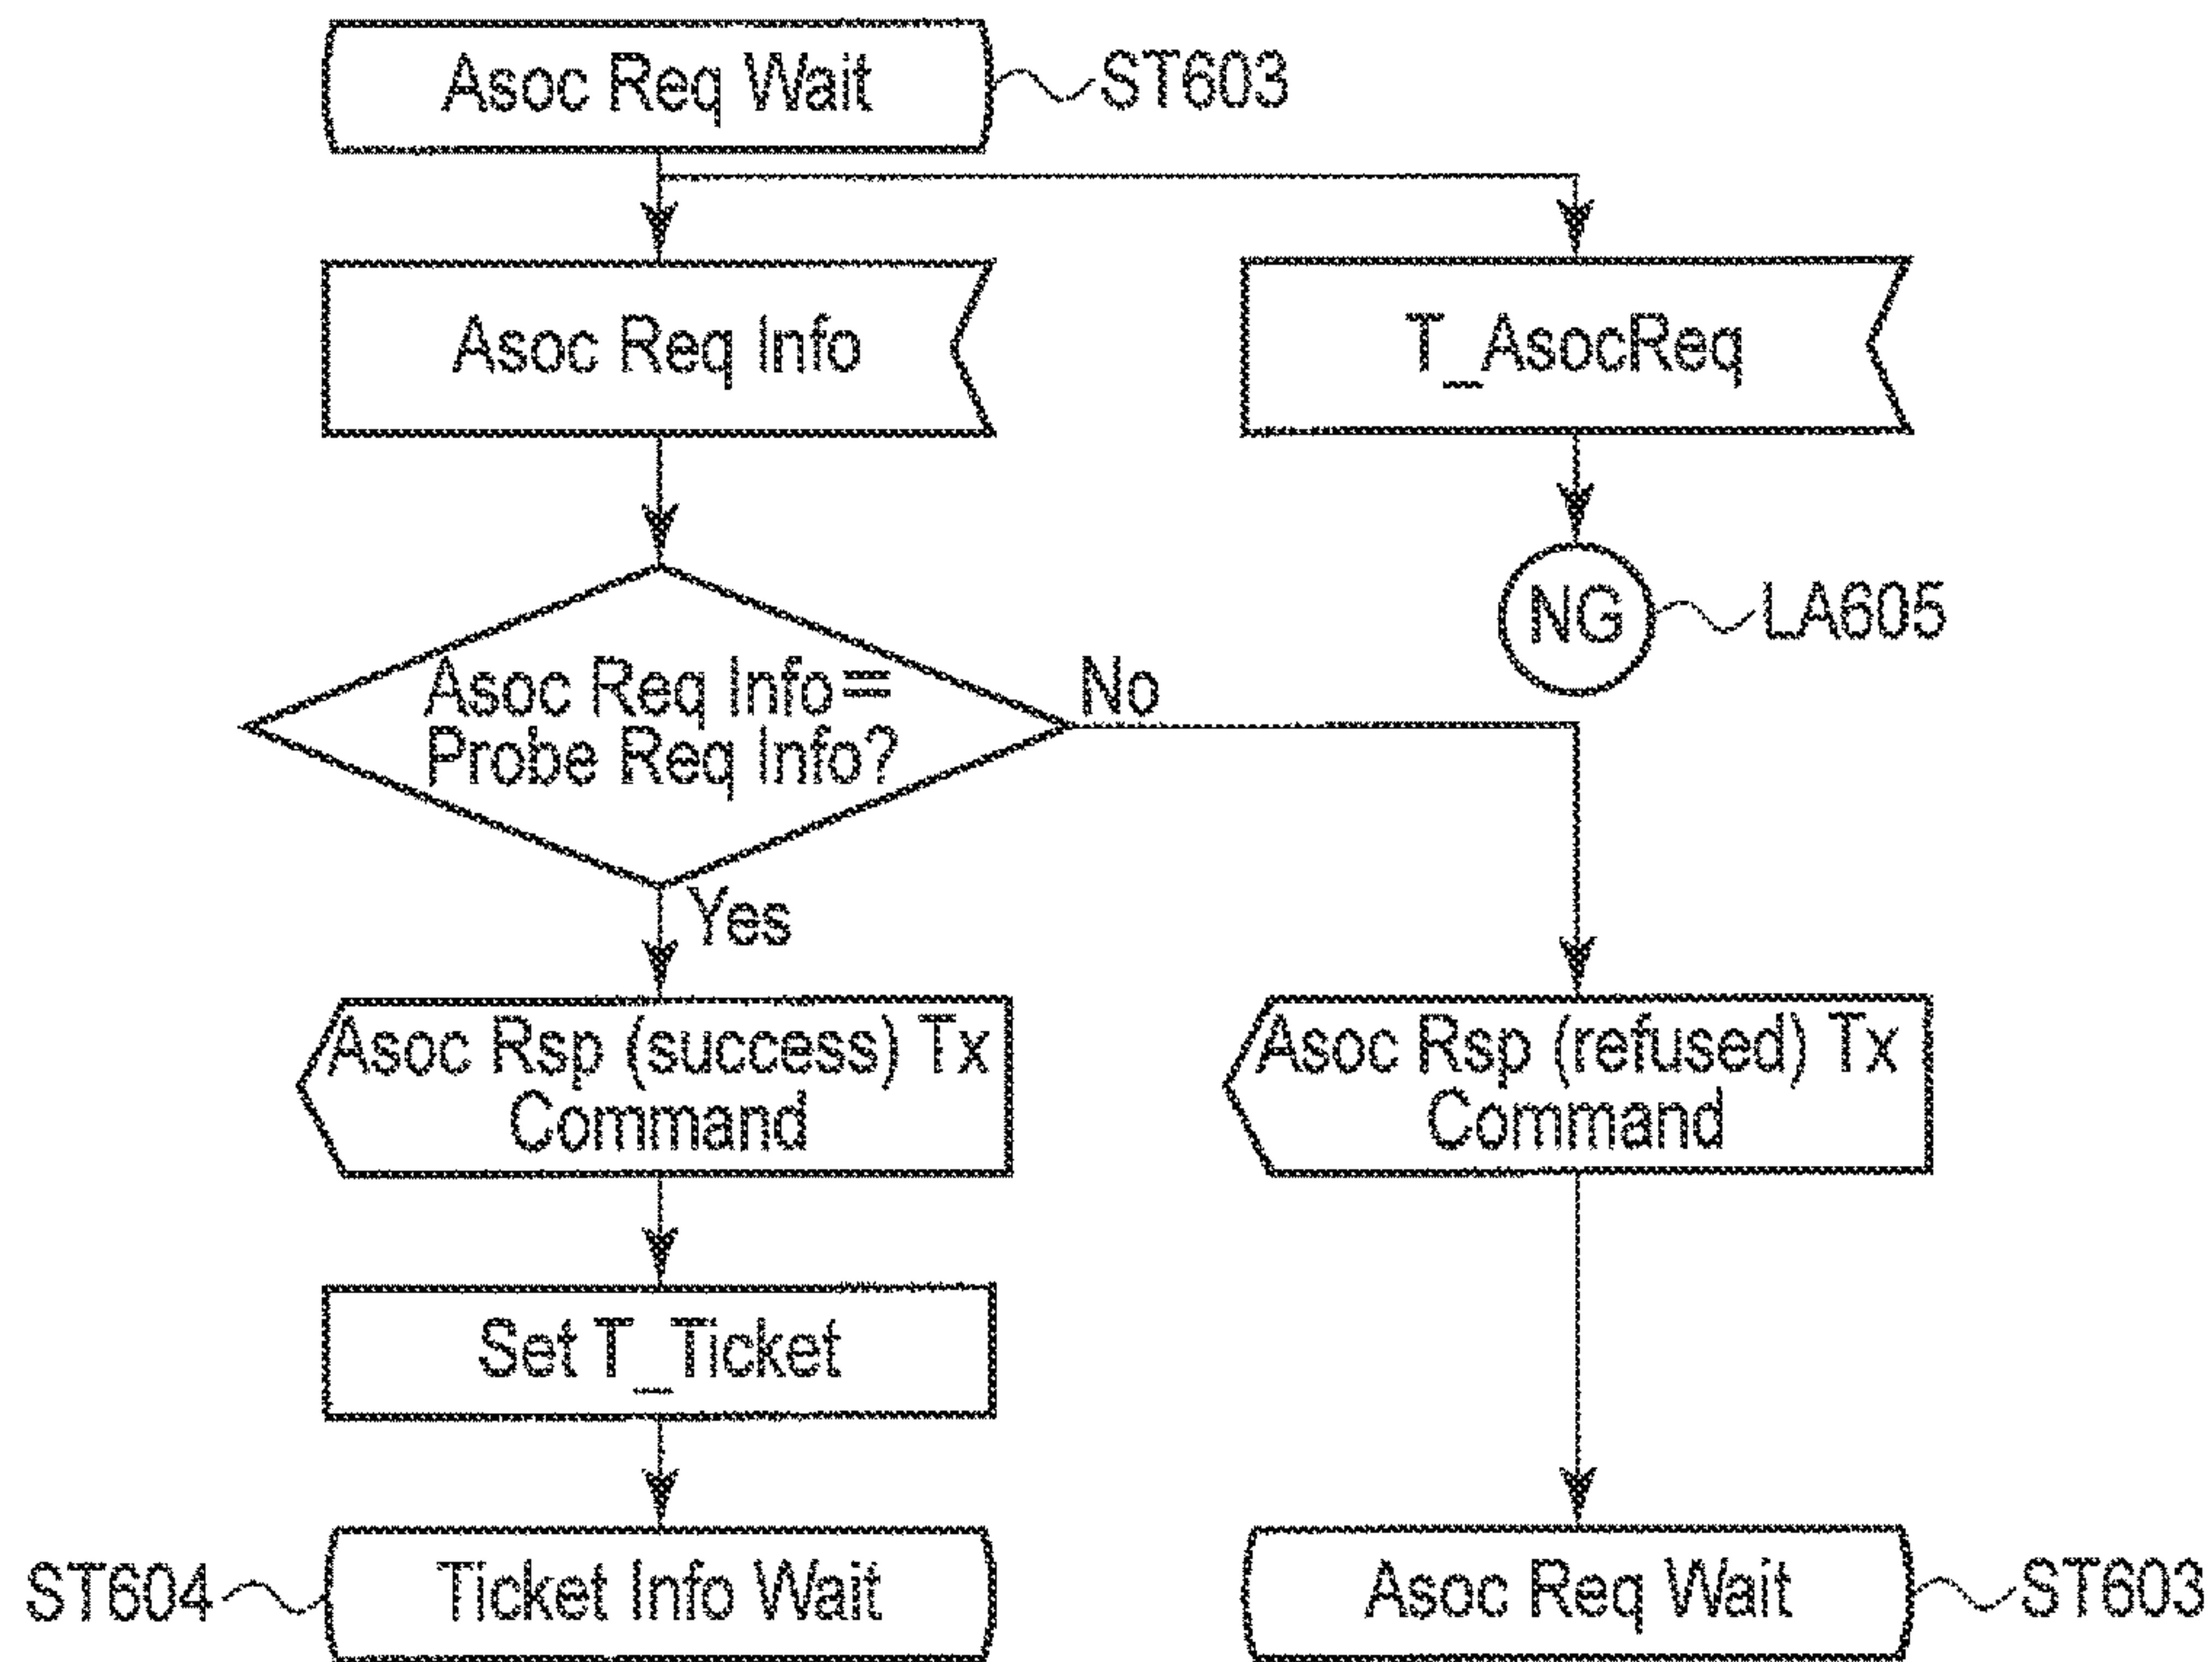 Asoc Req Wait
ST603
Asoc Req Info
T_AsocReq
NG
LA605
Asoc Req Info=
Probe Req Info?
No
Yes
Asoc Rsp (success) Tx
Command
Asoc Rsp (refused) Tx
Command
Set T_Ticket
ST604
Ticket Info Wait
Asoc Req Wait
ST603